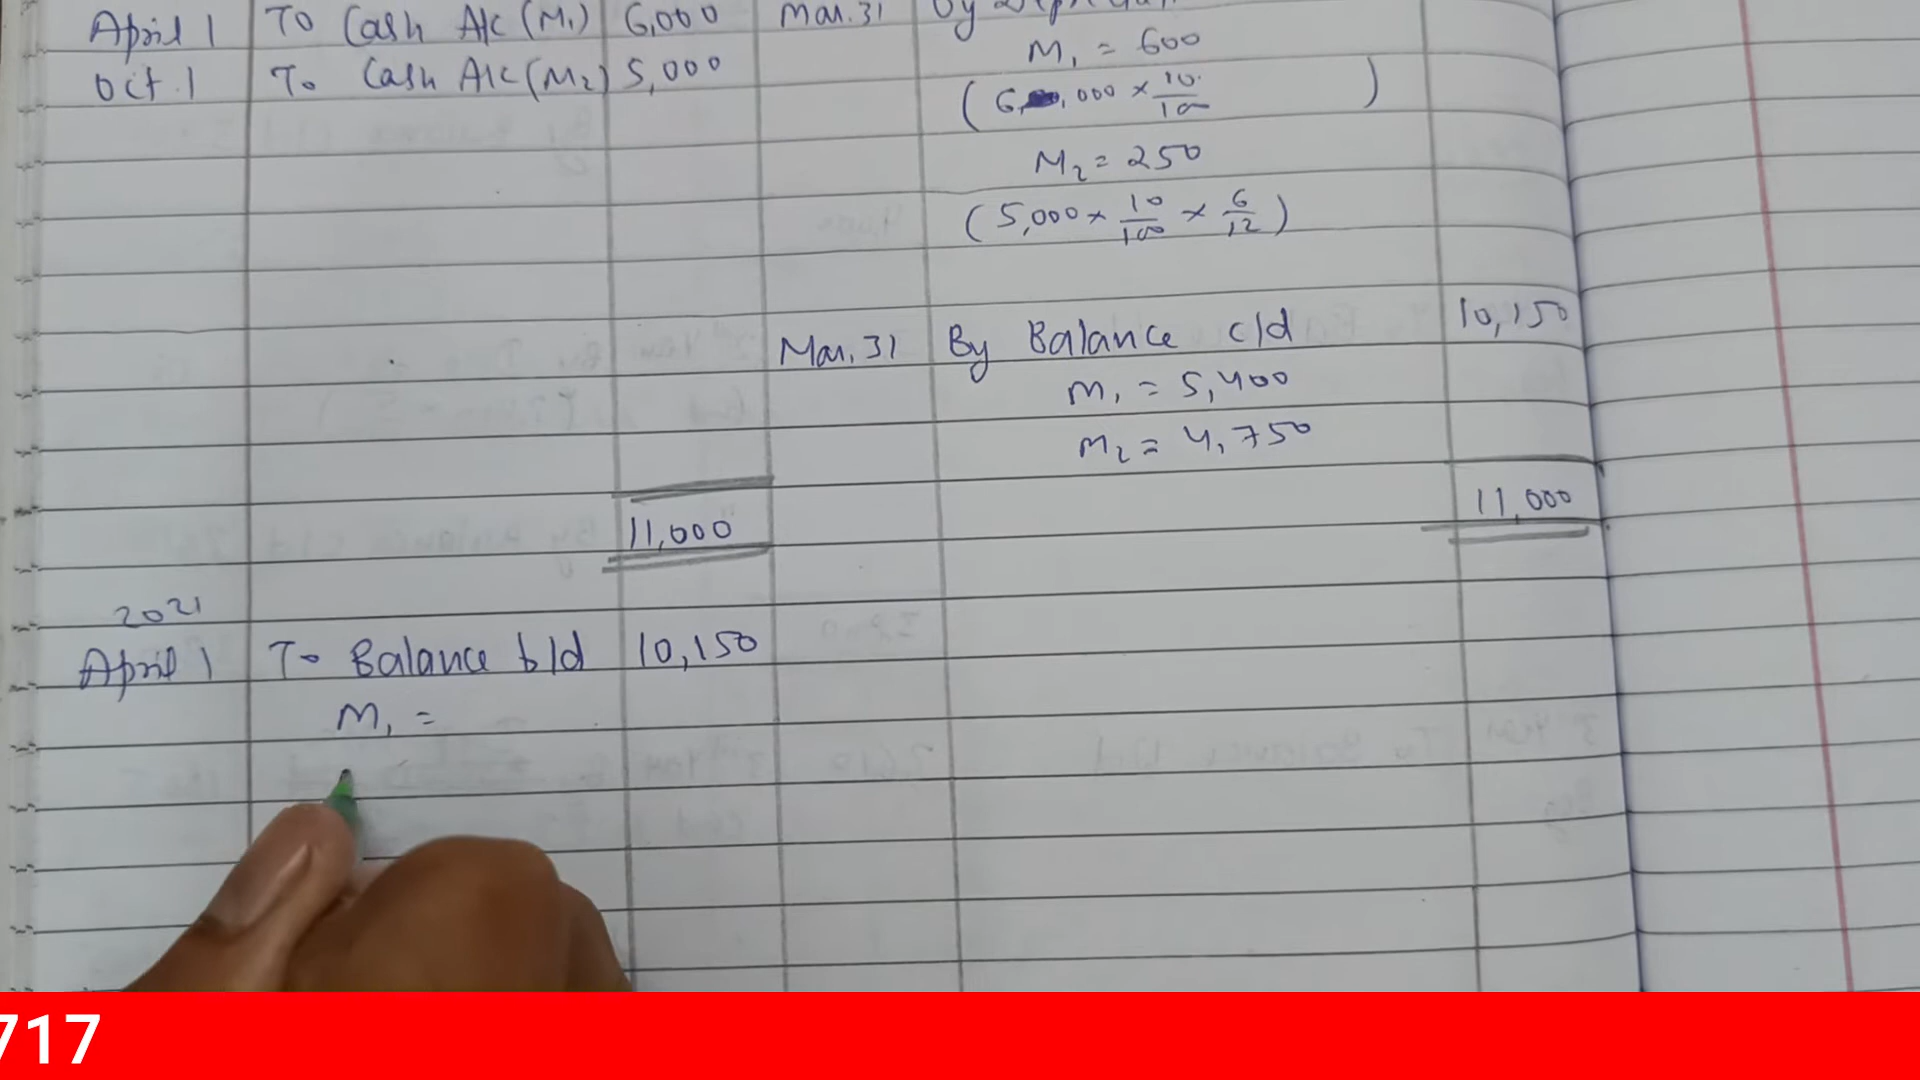 April 1 To Cash A/c (M₁) 6,000 Mar. 31 By
Oct. 1 To Cash A/c (M₂) 5,000 M₁ = 600
(6,000 × 10/100)
M₂ = 250
(5,000 × 10/100 × 6/12)
Mar. 31 By Balance c/d 10,150
M₁ = 5,400
M₂ = 4,750
11,000 11,000
2021
April 1 To Balance b/d 10,150
M₁ =
717